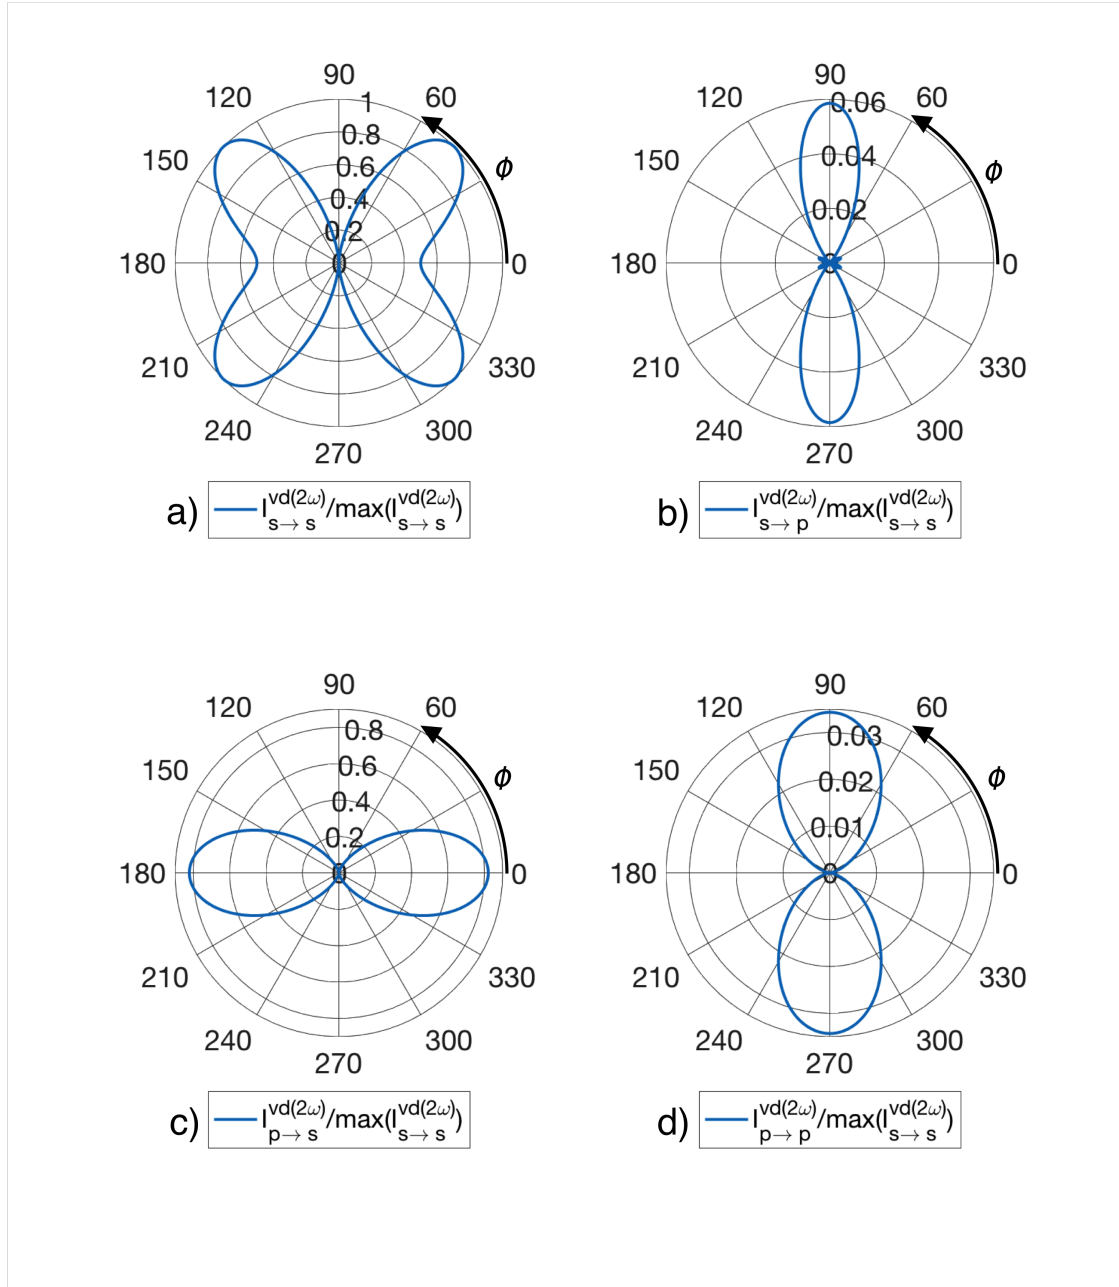 90
120 1 60
0.8
150 0.6 ϕ
0.4
0.2
180 0 0
210 330
240 300
270
a) I^{vd(2ω)}_{s→ s}/max(I^{vd(2ω)}_{s→ s})
90
120 0.06 60
150 0.04 ϕ
0.02
180 0 0
210 330
240 300
270
b) I^{vd(2ω)}_{s→ p}/max(I^{vd(2ω)}_{s→ s})
90
120 60
0.8
150 0.6 ϕ
0.4
0.2
180 0 0
210 330
240 300
270
c) I^{vd(2ω)}_{p→ s}/max(I^{vd(2ω)}_{s→ s})
90
120 60
0.03
150 0.02 ϕ
0.01
180 0 0
210 330
240 300
270
d) I^{vd(2ω)}_{p→ p}/max(I^{vd(2ω)}_{s→ s})